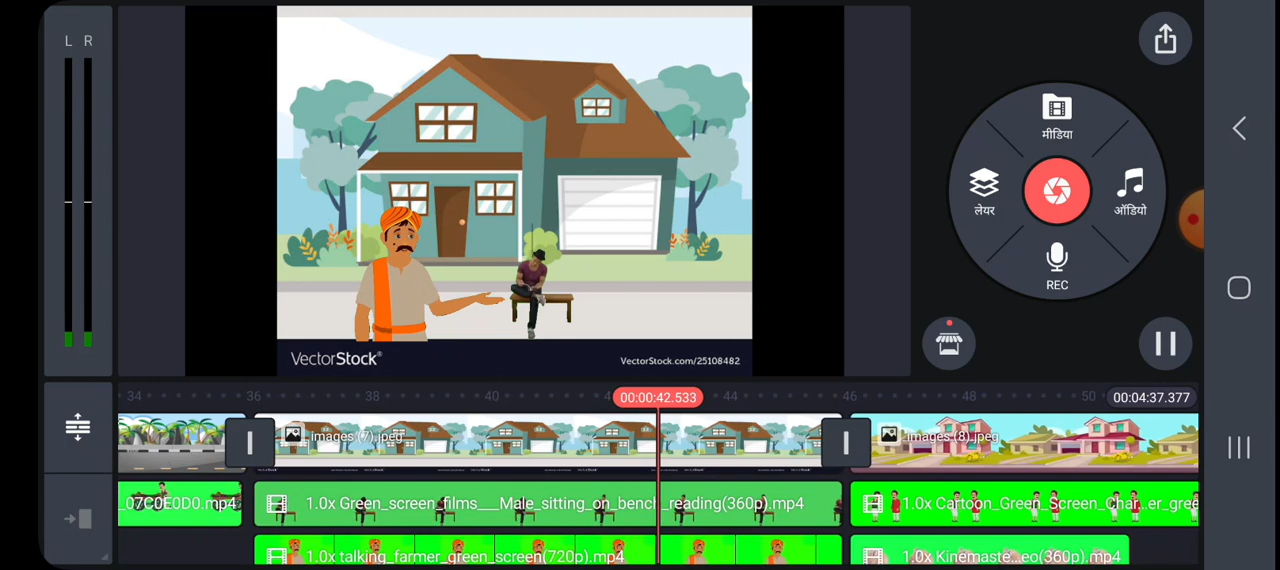 L R
मीडिया
लेयर
ऑडियो
REC
VectorStock®
VectorStock.com/25108482
34 36 38 40 00:00:42.533 44 46 48 50 00:04:37.377
images (7).jpeg
images (8).jpeg
_07C0E0D0.mp4
1.0x Green_screen_films___Male_sitting_on_bench_reading(360p).mp4
1.0x Cartoon_Green_Screen_Char...er_gree
1.0x talking_farmer_green_screen(720p).mp4
1.0x Kinemaste...eo(360p).mp4